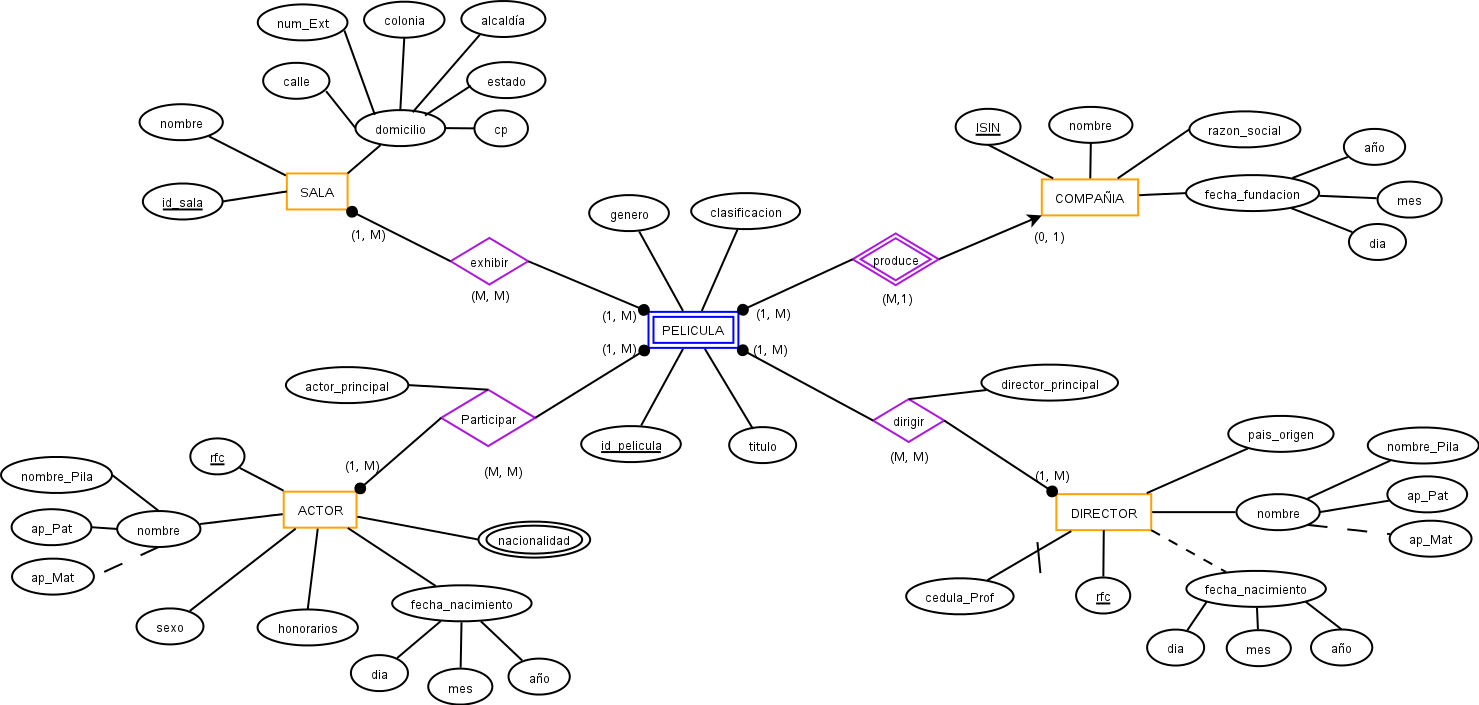 num_Ext
colonia
alcaldía
calle
estado
nombre
domicilio
cp
SALA
id_sala
(1, M)
exhibir
(M, M)
(1, M)
genero
clasificacion
PELICULA
(1, M)
(1, M)
(1, M)
id_pelicula
titulo
ISIN
nombre
razon_social
año
COMPAÑIA
fecha_fundacion
mes
dia
(0, 1)
produce
(M,1)
actor_principal
Participar
(M, M)
(1, M)
rfc
nombre_Pila
ap_Pat
nombre
ap_Mat
ACTOR
nacionalidad
sexo
honorarios
fecha_nacimiento
dia
mes
año
director_principal
dirigir
(M, M)
(1, M)
pais_origen
nombre_Pila
DIRECTOR
nombre
ap_Pat
ap_Mat
cedula_Prof
rfc
fecha_nacimiento
dia
mes
año